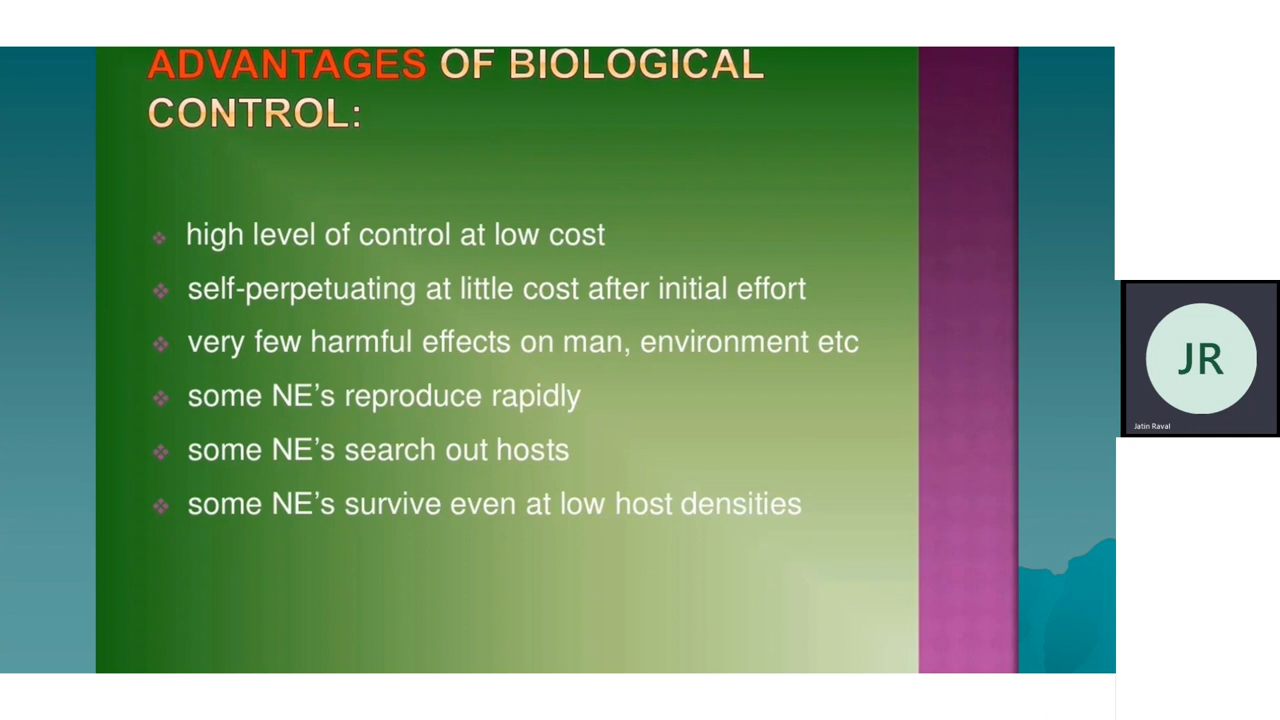 ADVANTAGES OF BIOLOGICAL
CONTROL:
high level of control at low cost
self-perpetuating at little cost after initial effort
very few harmful effects on man, environment etc
some NE’s reproduce rapidly
some NE’s search out hosts
some NE’s survive even at low host densities
JR
Jatin Raval